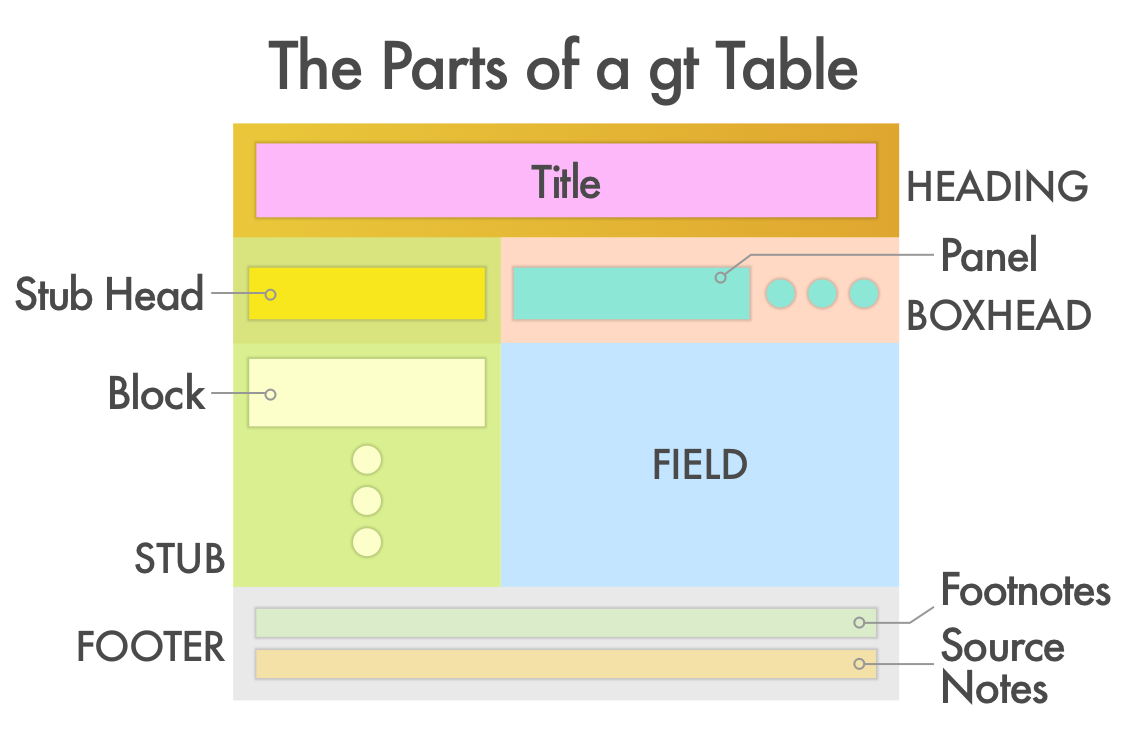 The Parts of a gt Table
Title
HEADING
Panel
Stub Head
BOXHEAD
Block
FIELD
STUB
Footnotes
FOOTER
Source
Notes